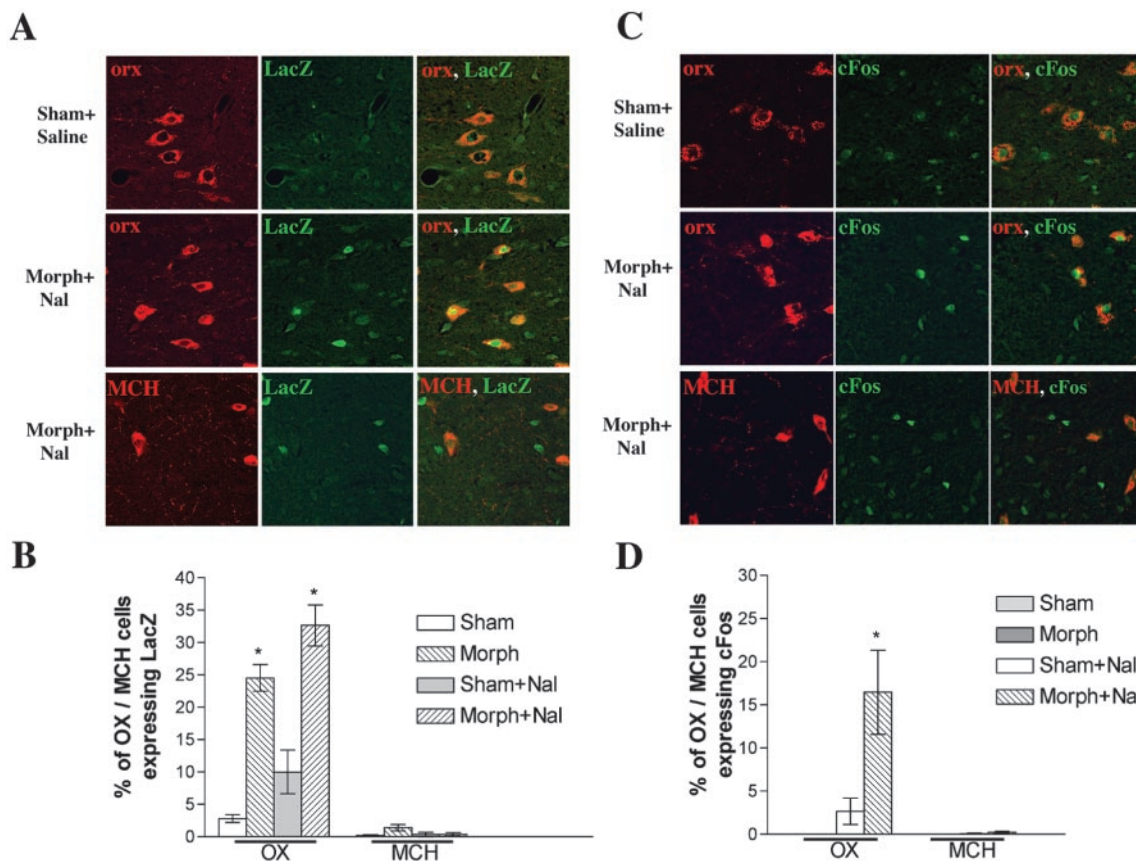 A
orx
LacZ
orx, LacZ
Sham+
Saline
orx
LacZ
orx, LacZ
Morph+
Nal
MCH
LacZ
MCH, LacZ
Morph+
Nal
C
orx
cFos
orx, cFos
Sham+
Saline
orx
cFos
orx, cFos
Morph+
Nal
MCH
cFos
MCH, cFos
Morph+
Nal
B
% of OX / MCH cells
expressing LacZ
40
35
30
25
20
15
10
5
0
*
*
Sham
Morph
Sham+Nal
Morph+Nal
OX
MCH
D
% of OX / MCH cells
expressing cFos
30
25
20
15
10
5
0
*
Sham
Morph
Sham+Nal
Morph+Na
OX
MCH